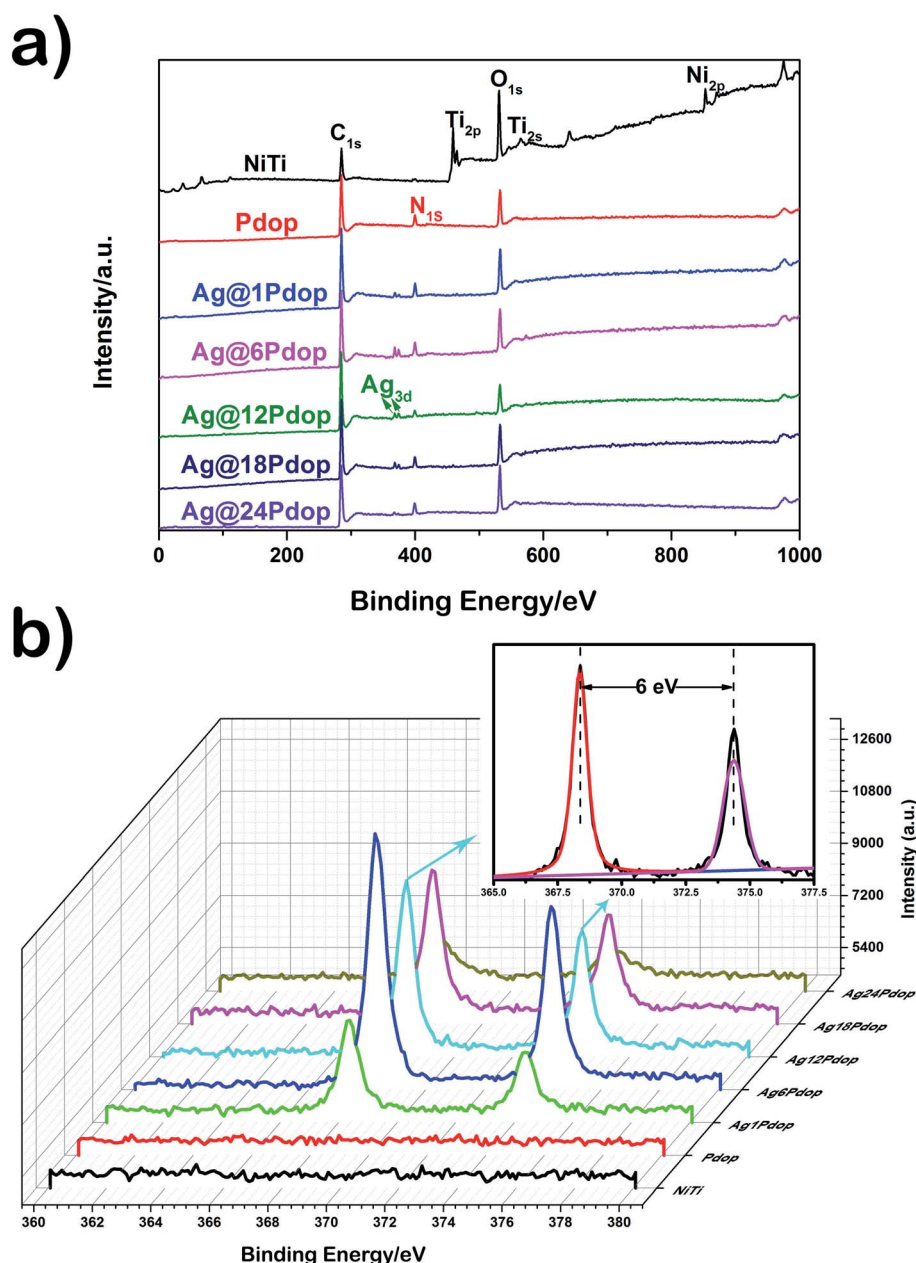 a)
O1s
Ni2p
Ti2p
Ti2s
C1s
NiTi
N1S
Pdop
Ag@1Pdop
Ag@6Pdop
Ag3d
Ag@12Pdop
Ag@18Pdop
Ag@24Pdop
Intensity/a.u.
0 200 400 600 800 1000
Binding Energy/eV
b)
6 eV
365.0 367.5 370.0 372.5 375.0 377.5
12600
10800
9000
7200
5400
Intensity (a.u.)
Ag24Pdop
Ag18Pdop
Ag12Pdop
Ag6Pdop
Ag1Pdop
Pdop
NiTi
360 362 364 366 368 370 372 374 376 378 380
Binding Energy/eV